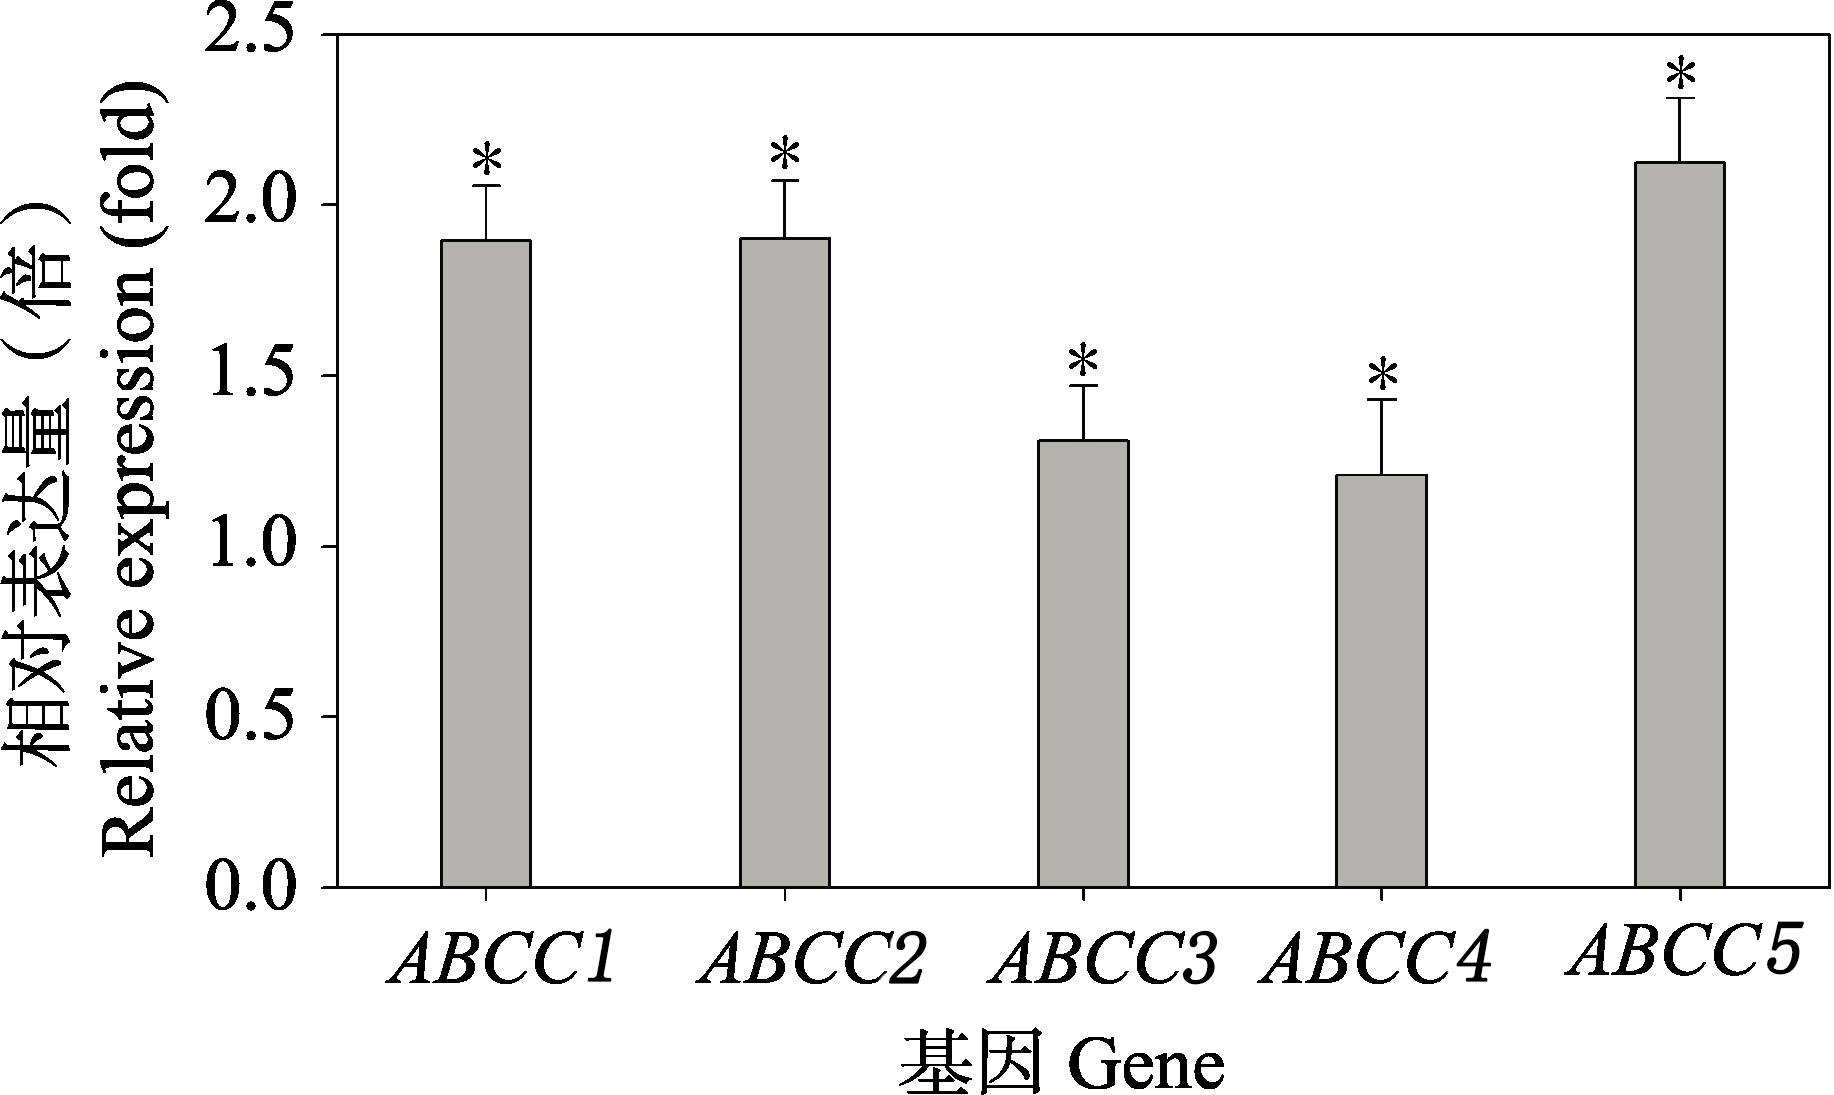 相对表达量（倍）
Relative expression (fold)
2.5
2.0
1.5
1.0
0.5
0.0
*
*
*
*
*
ABCC1
ABCC2
ABCC3
ABCC4
ABCC5
基因 Gene